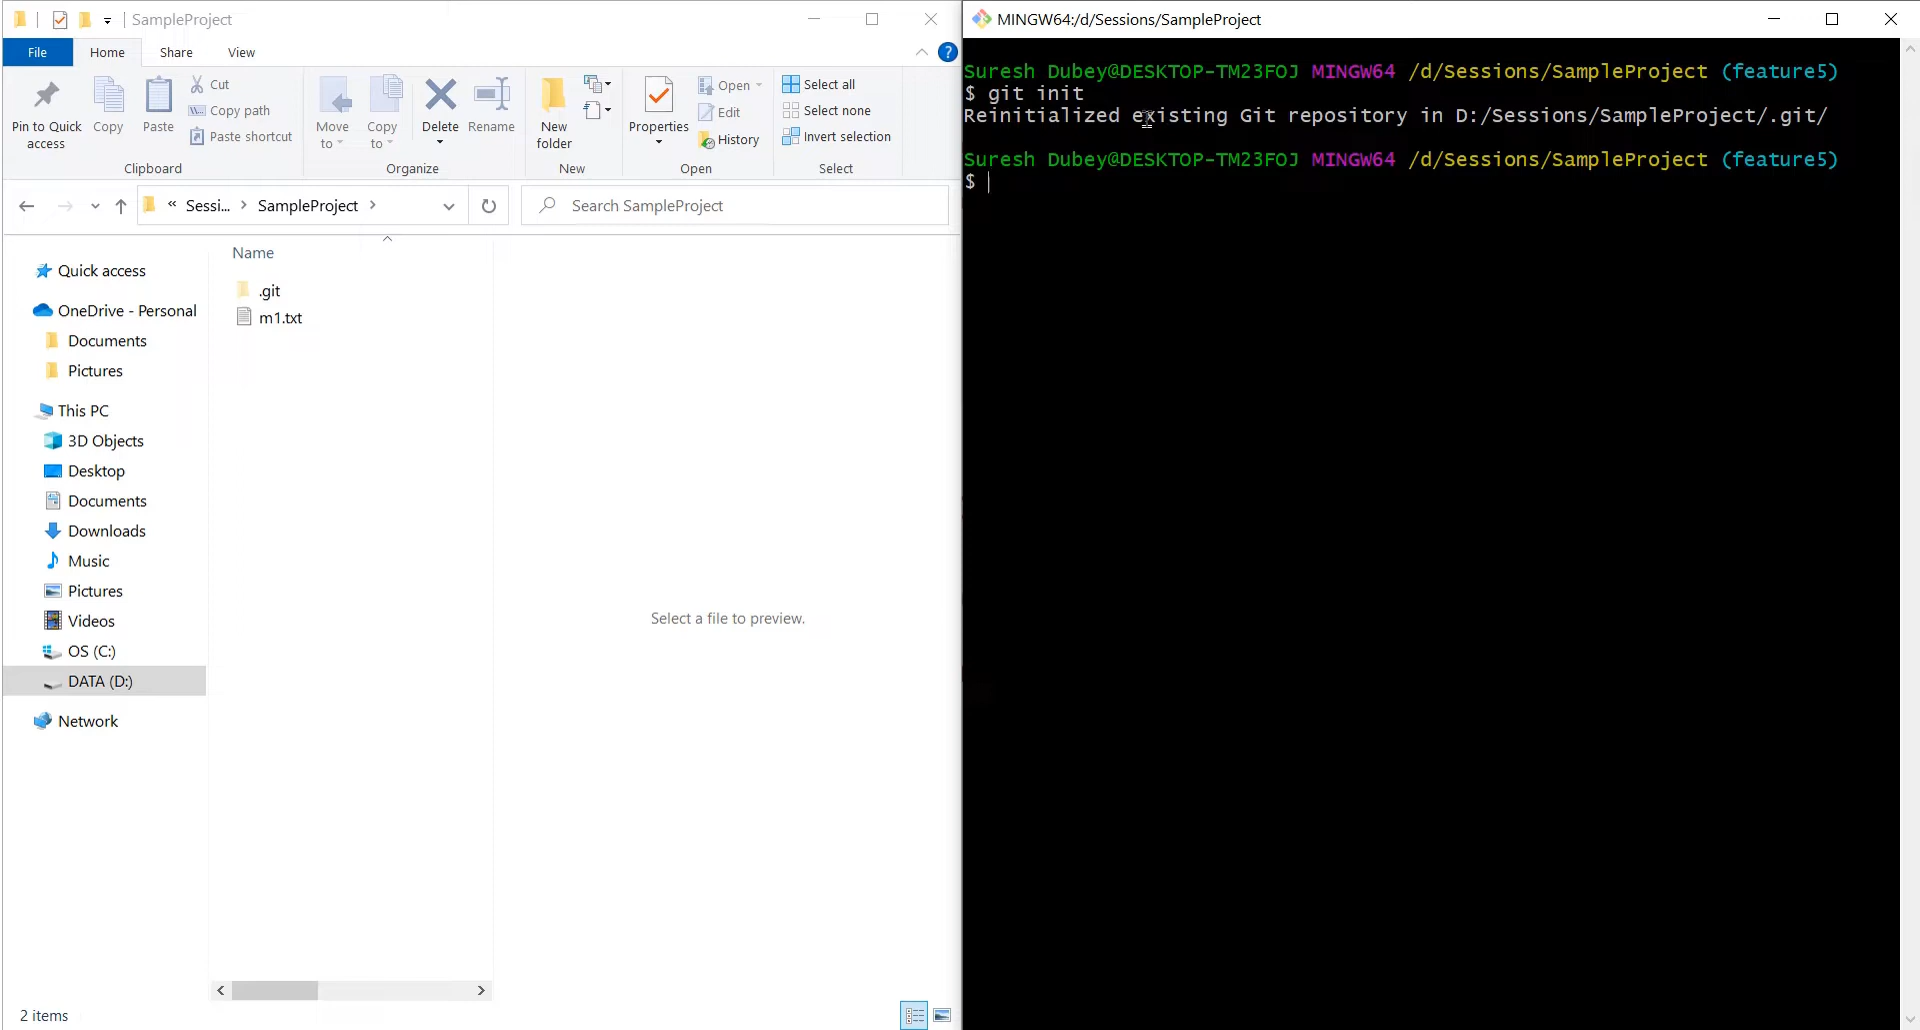 SampleProject
File Home Share View
Pin to Quick access
Copy
Paste
Cut
Copy path
Paste shortcut
Clipboard
Move to
Copy to
Delete
Rename
Organize
New folder
New
Properties
Open
Edit
History
Open
Select all
Select none
Invert selection
Select
« Sessi... > SampleProject >
Search SampleProject
Name
.git
m1.txt
Quick access
OneDrive - Personal
Documents
Pictures
This PC
3D Objects
Desktop
Documents
Downloads
Music
Pictures
Videos
OS (C:)
DATA (D:)
Network
Select a file to preview.
2 items
MINGW64:/d/Sessions/SampleProject
Suresh Dubey@DESKTOP-TM23FOJ MINGW64 /d/Sessions/SampleProject (feature5)
$ git init
Reinitialized existing Git repository in D:/Sessions/SampleProject/.git/
Suresh Dubey@DESKTOP-TM23FOJ MINGW64 /d/Sessions/SampleProject (feature5)
$